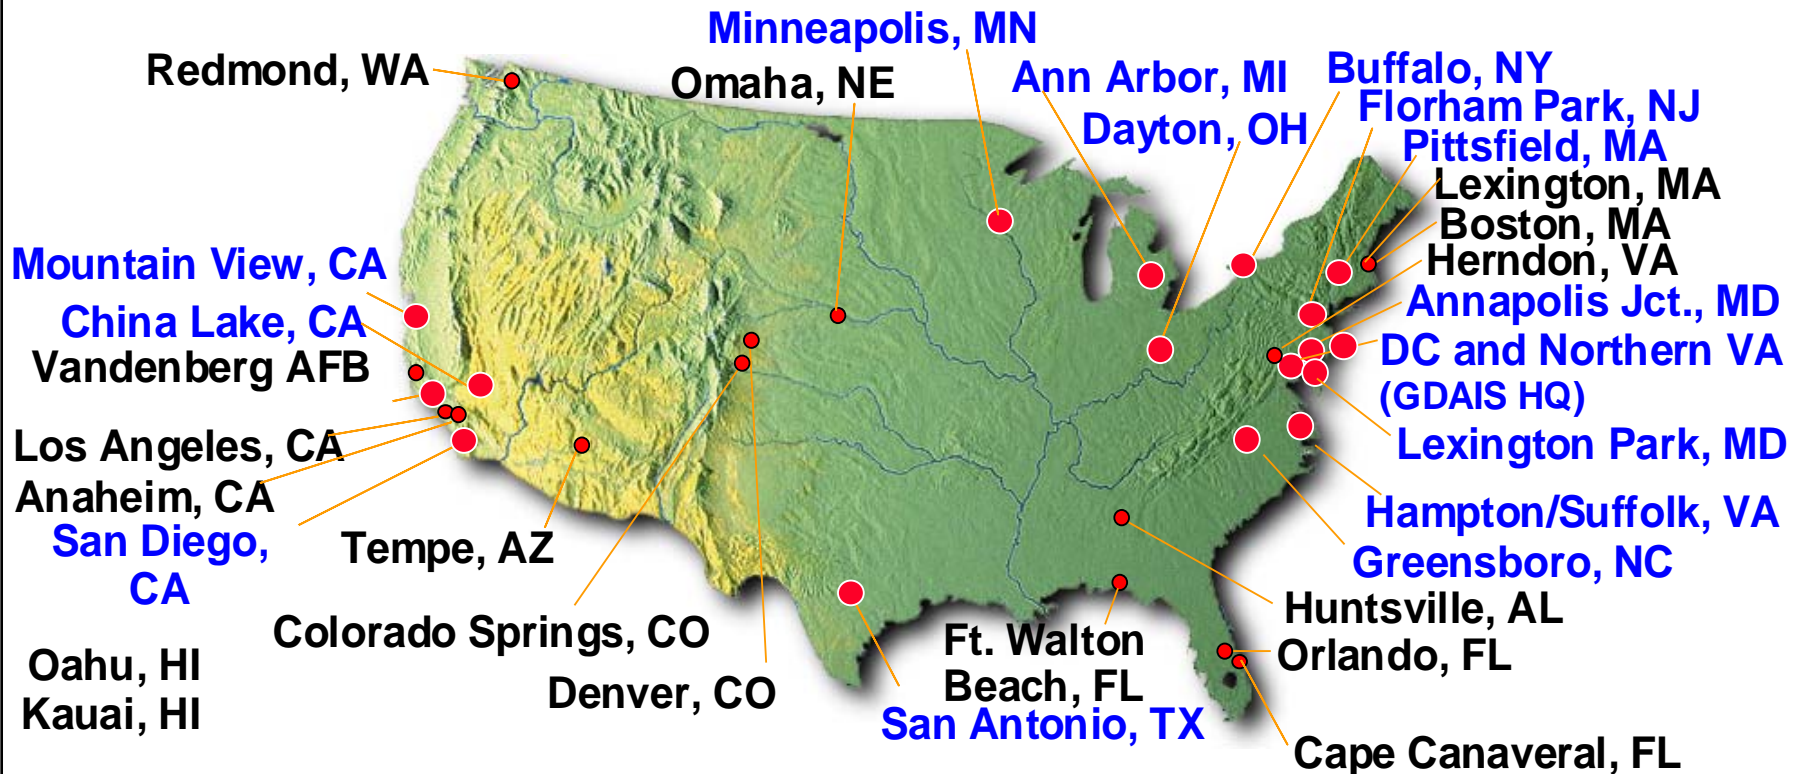 Minneapolis, MN
Redmond, WA
Omaha, NE
Ann Arbor, MI
Buffalo, NY
Florham Park, NJ
Dayton, OH
Pittsfield, MA
Lexington, MA
Boston, MA
Herndon, VA
Mountain View, CA
Annapolis Jct., MD
China Lake, CA
DC and Northern VA
(GDAIS HQ)
Vandenberg AFB
Los Angeles, CA
Lexington Park, MD
Anaheim, CA
Hampton/Suffolk, VA
San Diego,
CA
Tempe, AZ
Greensboro, NC
Huntsville, AL
Colorado Springs, CO
Ft. Walton
Beach, FL
Orlando, FL
Oahu, HI
Kauai, HI
Denver, CO
San Antonio, TX
Cape Canaveral, FL